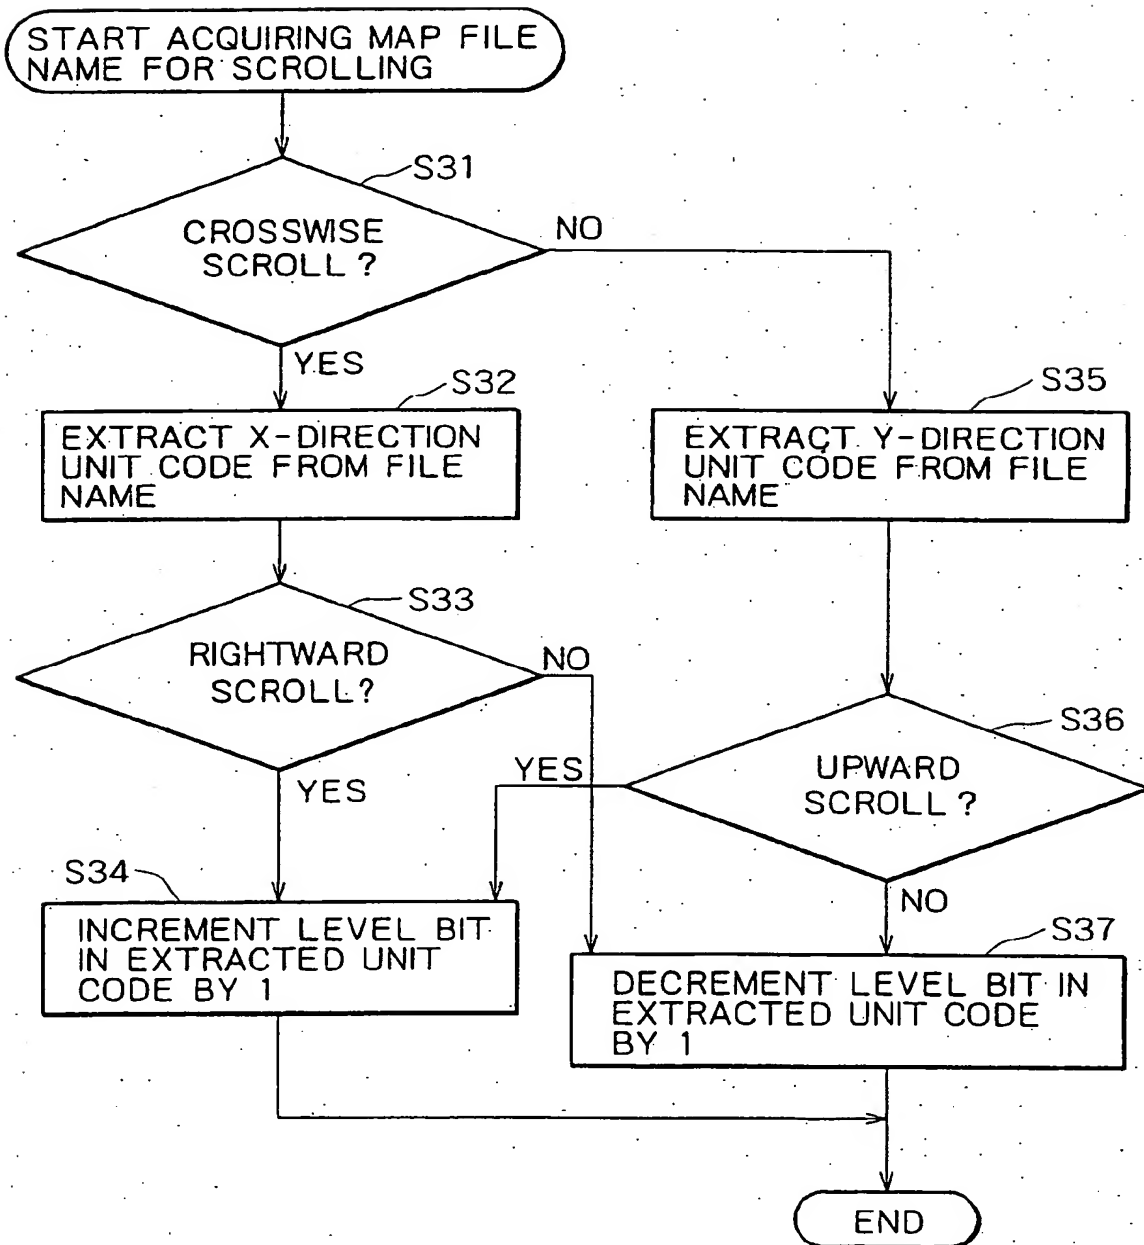 START ACQUIRING MAP FILE
NAME FOR SCROLLING
S31
CROSSWISE
SCROLL?
NO
YES
S32
EXTRACT X-DIRECTION
UNIT CODE FROM FILE
NAME
S35
EXTRACT Y-DIRECTION
UNIT CODE FROM FILE
NAME
S33
RIGHTWARD
SCROLL?
NO
YES
S36
UPWARD
SCROLL?
YES
NO
S34
INCREMENT LEVEL BIT
IN EXTRACTED UNIT
CODE BY 1
S37
DECREMENT LEVEL BIT IN
EXTRACTED UNIT CODE
BY 1
END